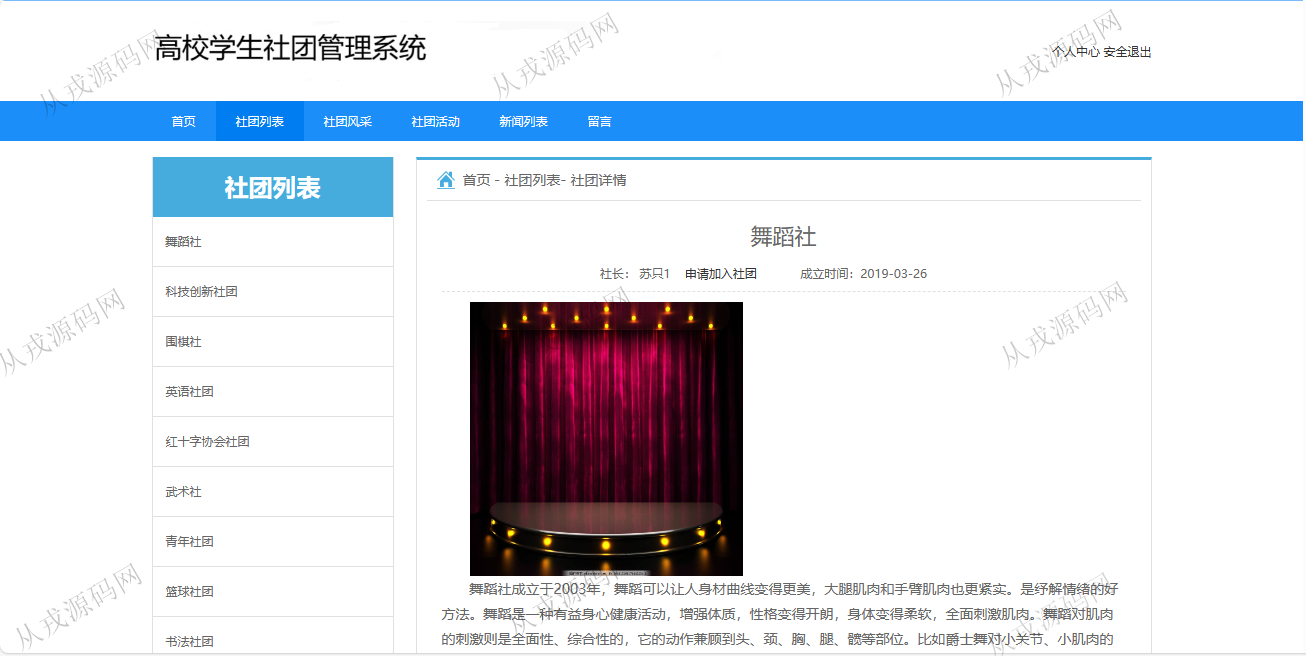 高校学生社团管理系统
个人中心 安全退出
首页 社团列表 社团风采 社团活动 新闻列表 留言
社团列表
舞蹈社
科技创新社团
围棋社
英语社团
红十字协会社团
武术社
青年社团
篮球社团
书法社团
首页 - 社团列表- 社团详情
舞蹈社
社长： 苏只1 申请加入社团 成立时间：2019-03-26
舞蹈社成立于2003年，舞蹈可以让人身材曲线变得更美，大腿肌肉和手臂肌肉也更紧实。是纾解情绪的好
方法。舞蹈是一种有益身心健康活动，增强体质，性格变得开朗，身体变得柔软，全面刺激肌肉。舞蹈对肌肉
的刺激则是全面性、综合性的，它的动作兼顾到头、颈、胸、腿、髋等部位。比如爵士舞对小关节、小肌肉的
从戎源码网
从戎源码网
从戎源码网
从戎源码网
从戎源码网
从戎源码网
从戎源码网
从戎源码网